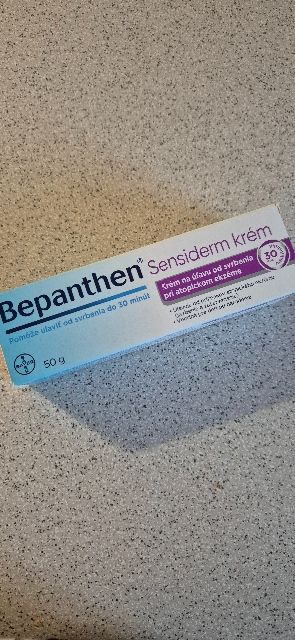 Bepanthen®
Sensiderm krém
Pomôže uľaviť od svrbenia do 30 minút
Krém na úľavu od svrbenia
pri atopickom ekzéme
30
BAYER
50 g